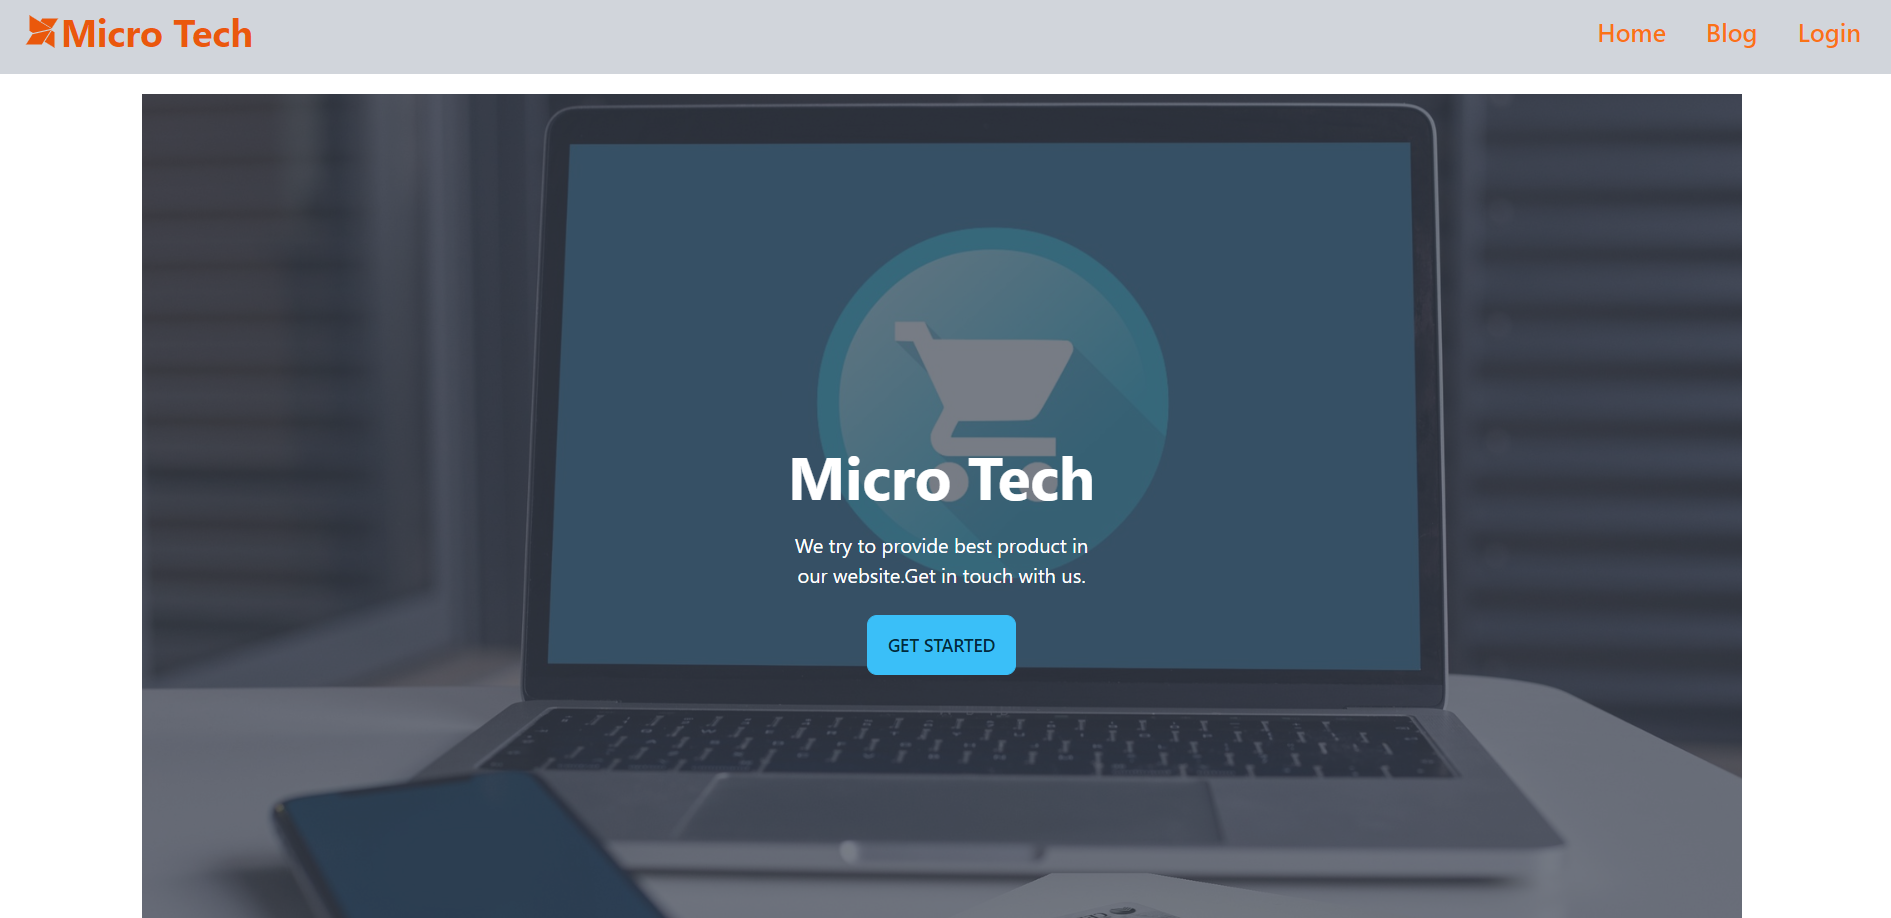 Micro Tech
Home
Blog
Login
Micro Tech
We try to provide best product in
our website.Get in touch with us.
GET STARTED